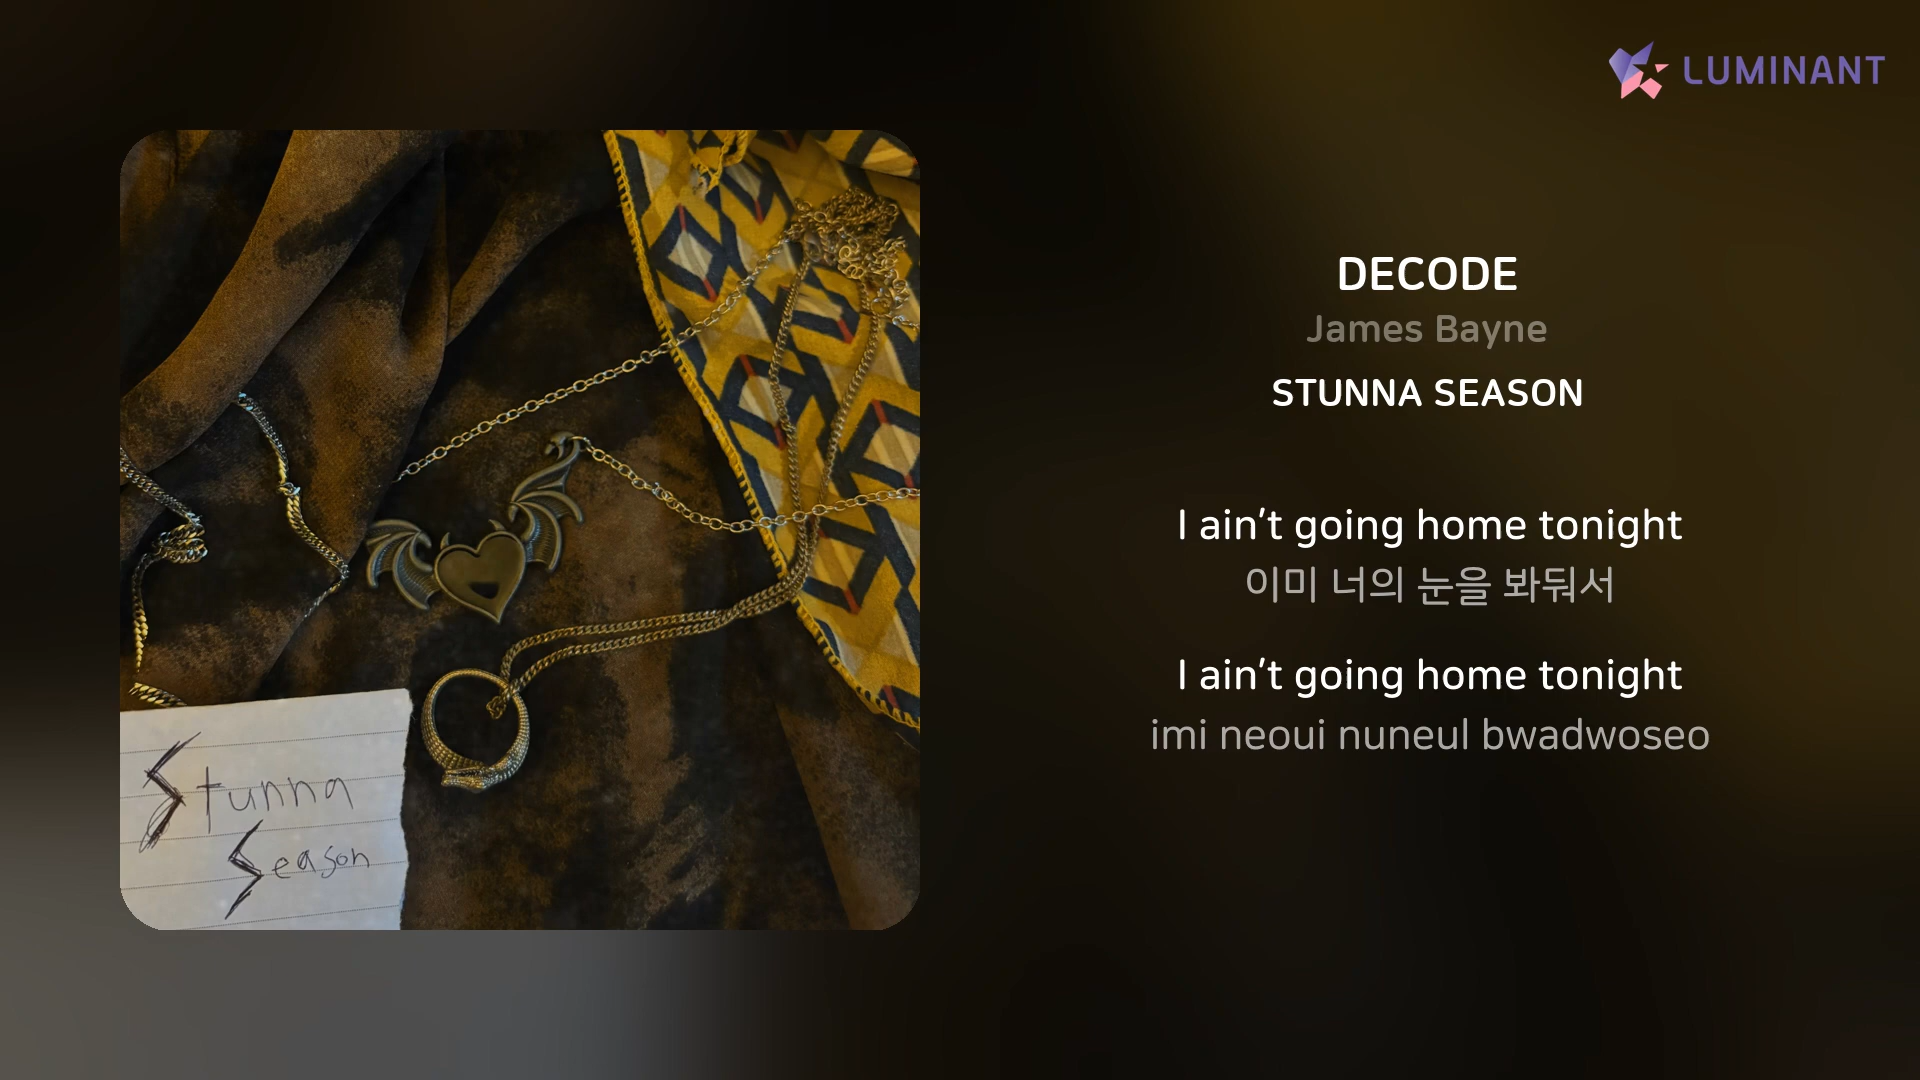 LUMINANT
DECODE
James Bayne
STUNNA SEASON
I ain't going home tonight
이미 너의 눈을 봐둬서
I ain't going home tonight
imi neoui nuneul bwadwoseo
Stunna
Season